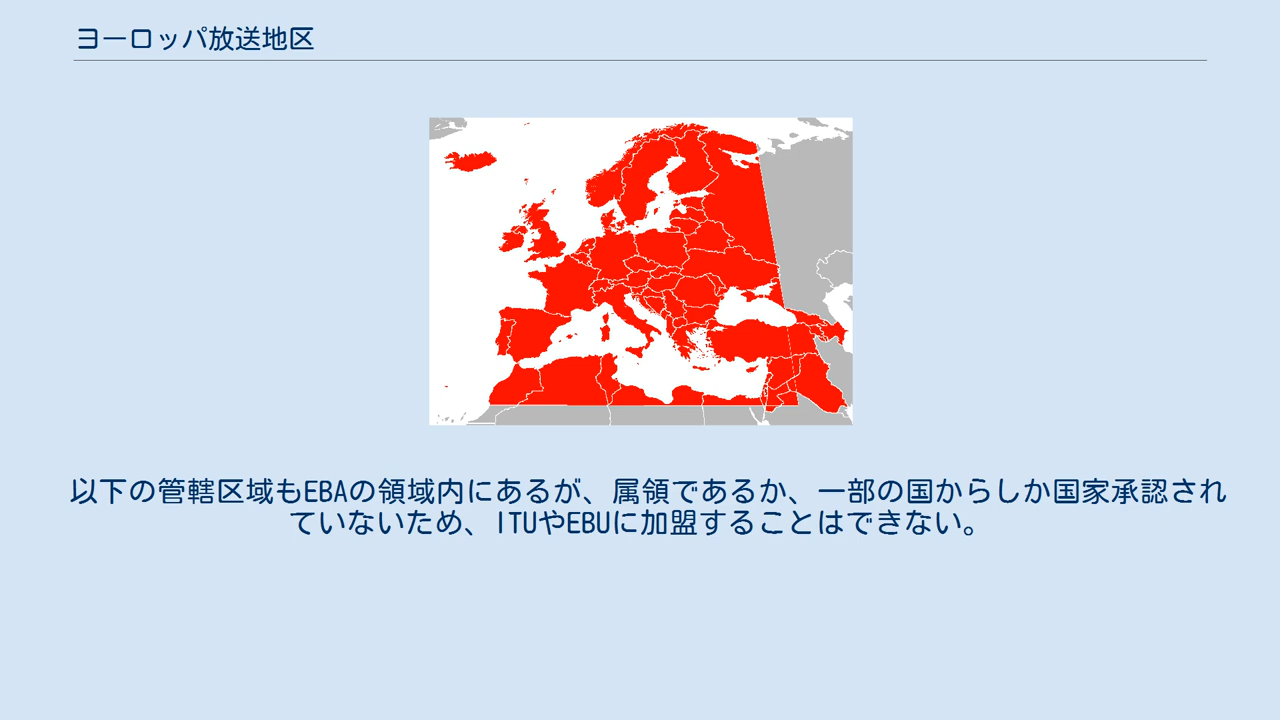 ヨーロッパ放送地区
以下の管轄区域もEBAの領域内にあるが、属領であるか、一部の国からしか国家承認され
ていないため、ITUやEBUに加盟することはできない。